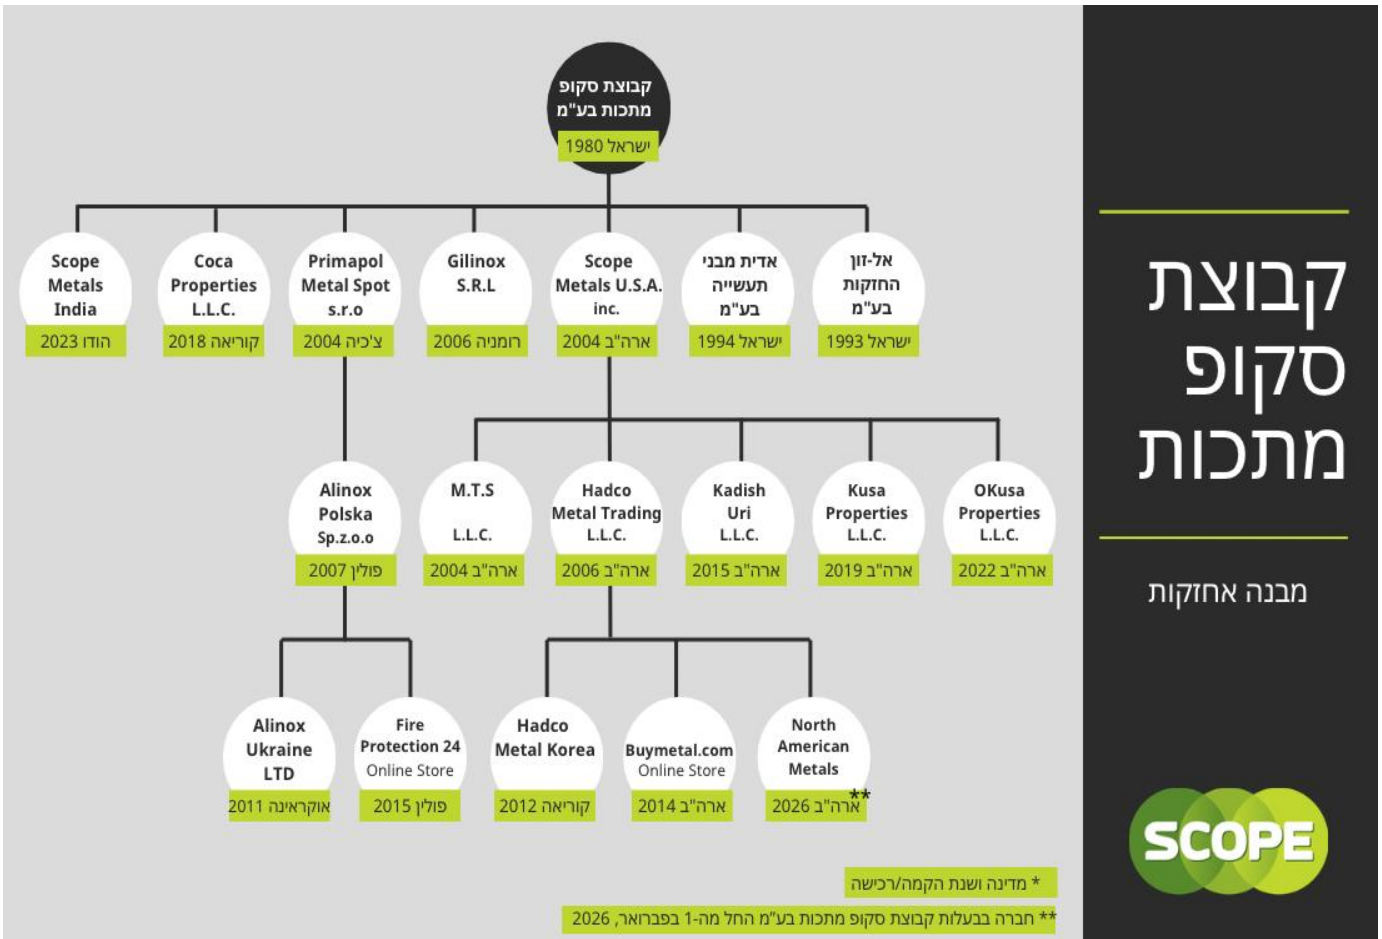 קבוצת סקופ
מתכות בע"מ
ישראל 1980
אל-זון
החזקות
בע"מ
ישראל 1993
אדית מבני
תעשייה
בע"מ
ישראל 1994
Scope
Metals U.S.A.
inc.
ארה"ב 2004
Gilinox
S.R.L
רומניה 2006
Primapol
Metal Spot
s.r.o
צ'כיה 2004
Coca
Properties
L.L.C.
קוריאה 2018
Scope
Metals
India
הודו 2023
OKusa
Properties
L.L.C.
ארה"ב 2022
Kusa
Properties
L.L.C.
ארה"ב 2019
Kadish
Uri
L.L.C.
ארה"ב 2015
Hadco
Metal Trading
L.L.C.
ארה"ב 2006
M.T.S
L.L.C.
ארה"ב 2004
Alinox
Polska
Sp.z.o.o
פולין 2007
North
American
Metals
**
ארה"ב 2026
Buymetal.com
Online Store
ארה"ב 2014
Hadco
Metal Korea
קוריאה 2012
Fire
Protection 24
Online Store
פולין 2015
Alinox
Ukraine
LTD
אוקראינה 2011
* מדינה ושנת הקמה/רכישה
** חברה בבעלות קבוצת סקופ מתכות בע"מ החל מה-1 בפברואר, 2026
קבוצת
סקופ
מתכות
מבנה אחזקות
SCOPE